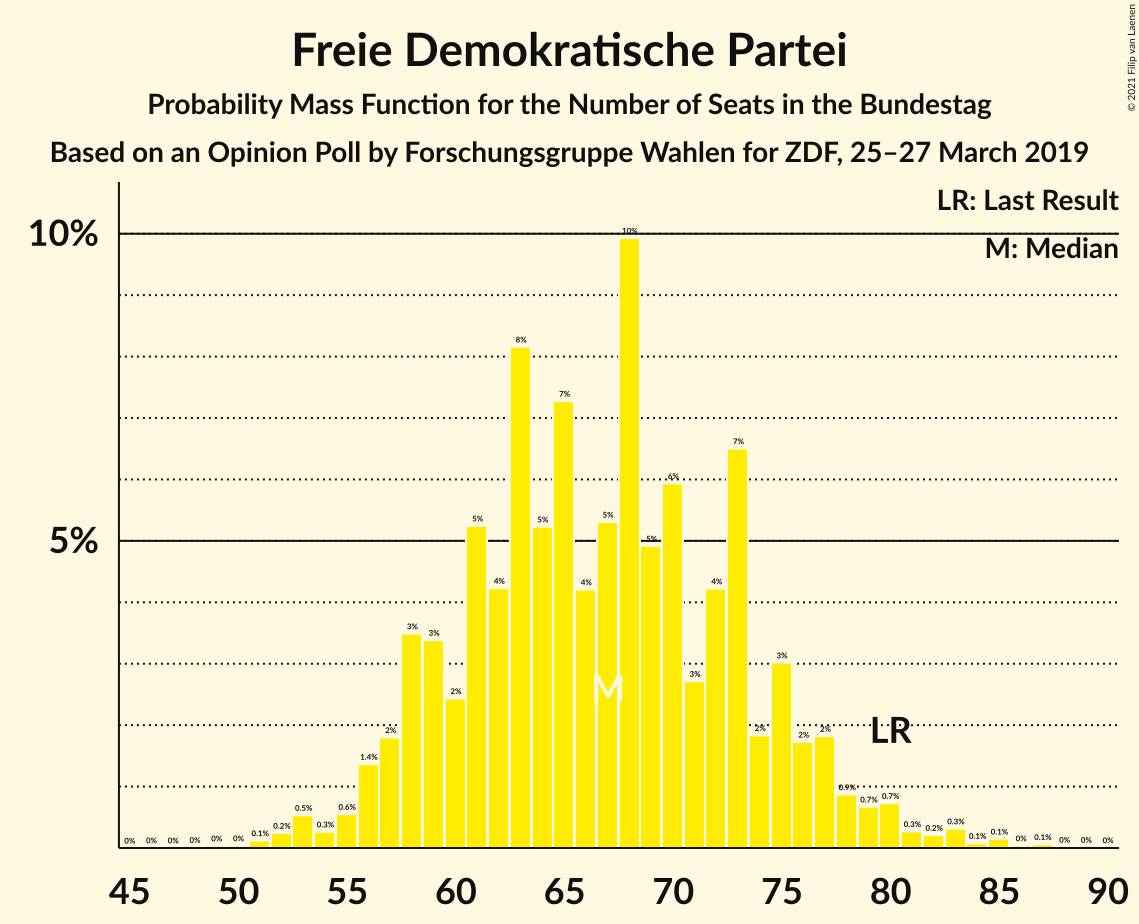 Freie Demokratische Partei
Probability Mass Function for the Number of Seats in the Bundestag
Based on an Opinion Poll by Forschungsgruppe Wahlen for ZDF, 25–27 March 2019
© 2021 Filip van Laenen
LR: Last Result
M: Median
10%
5%
0% 0% 0% 0% 0% 0% 0.1% 0.2% 0.5% 0.3% 0.6% 1.4% 2% 3% 3% 2% 5% 4% 8% 5% 7% 4% 5% 10% 5% 6% 3% 4% 7% 2% 3% 2% 2% 0.9% 0.7% 0.7% 0.3% 0.2% 0.3% 0.1% 0.1% 0% 0.1% 0% 0% 0%
M
LR
45 50 55 60 65 70 75 80 85 90